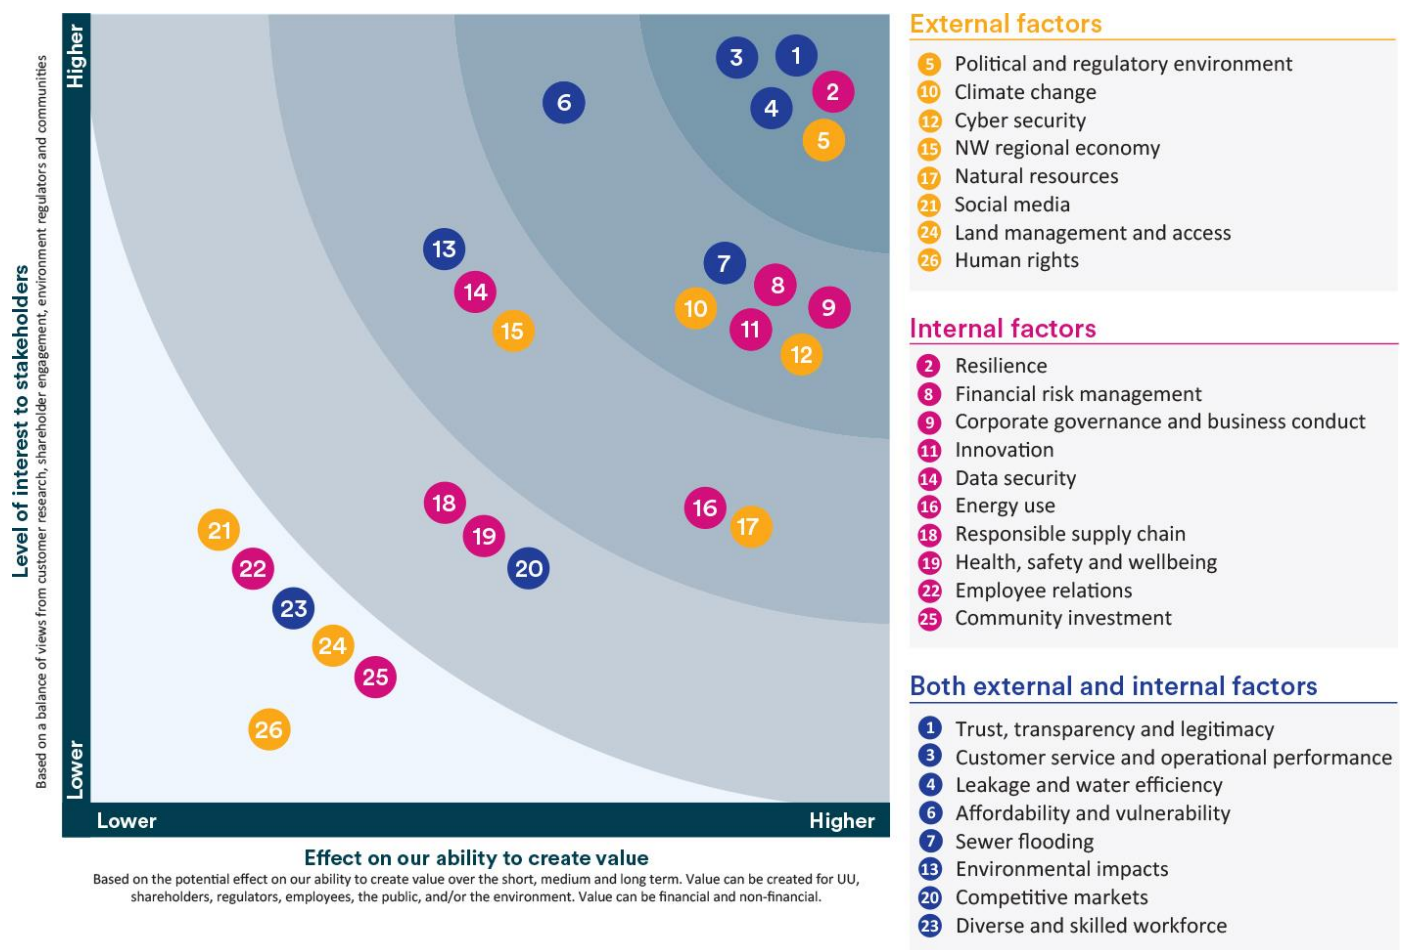 Higher
Level of interest to stakeholders
Based on a balance of views from customer research, shareholder engagement, environment regulators and communities
Lower
3
1
2
4
6
5
13
7
14
8
10
9
15
11
12
18
16
17
19
21
20
22
23
24
25
26
Lower
Higher
Effect on our ability to create value
Based on the potential effect on our ability to create value over the short, medium and long term. Value can be created for UU,
shareholders, regulators, employees, the public, and/or the environment. Value can be financial and non-financial.
External factors
5 Political and regulatory environment
10 Climate change
12 Cyber security
15 NW regional economy
17 Natural resources
21 Social media
24 Land management and access
26 Human rights
Internal factors
2 Resilience
8 Financial risk management
9 Corporate governance and business conduct
11 Innovation
14 Data security
16 Energy use
18 Responsible supply chain
19 Health, safety and wellbeing
22 Employee relations
25 Community investment
Both external and internal factors
1 Trust, transparency and legitimacy
3 Customer service and operational performance
4 Leakage and water efficiency
6 Affordability and vulnerability
7 Sewer flooding
13 Environmental impacts
20 Competitive markets
23 Diverse and skilled workforce